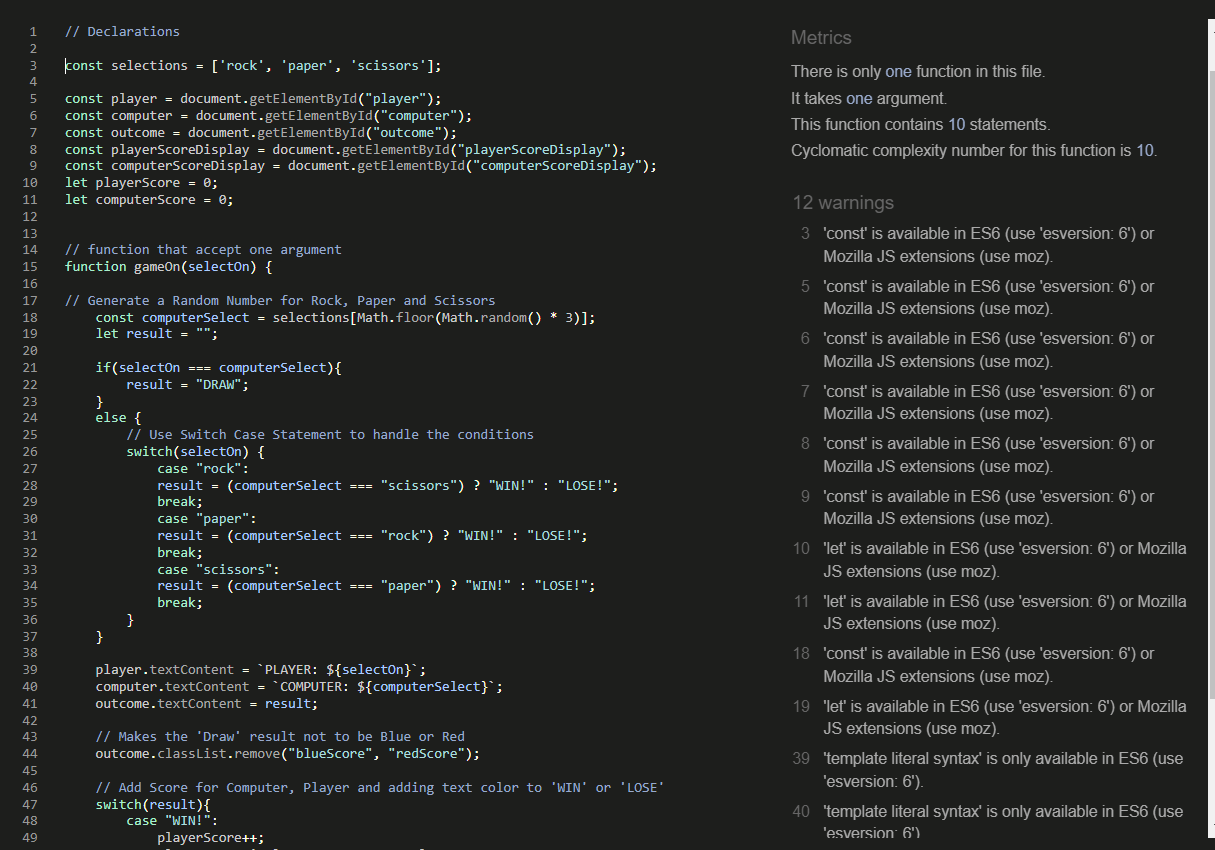 1 // Declarations
2
3 const selections = ['rock', 'paper', 'scissors'];
4
5 const player = document.getElementById("player");
6 const computer = document.getElementById("computer");
7 const outcome = document.getElementById("outcome");
8 const playerScoreDisplay = document.getElementById("playerScoreDisplay");
9 const computerScoreDisplay = document.getElementById("computerScoreDisplay");
10 let playerScore = 0;
11 let computerScore = 0;
12
13
14 // function that accept one argument
15 function gameOn(selectOn) {
16
17 // Generate a Random Number for Rock, Paper and Scissors
18 const computerSelect = selections[Math.floor(Math.random() * 3)];
19 let result = "";
20
21 if(selectOn === computerSelect){
22 result = "DRAW";
23 }
24 else {
25 // Use Switch Case Statement to handle the conditions
26 switch(selectOn) {
27 case "rock":
28 result = (computerSelect === "scissors") ? "WIN!" : "LOSE!";
29 break;
30 case "paper":
31 result = (computerSelect === "rock") ? "WIN!" : "LOSE!";
32 break;
33 case "scissors":
34 result = (computerSelect === "paper") ? "WIN!" : "LOSE!";
35 break;
36 }
37 }
38
39 player.textContent = `PLAYER: ${selectOn}`;
40 computer.textContent = `COMPUTER: ${computerSelect}`;
41 outcome.textContent = result;
42
43 // Makes the 'Draw' result not to be Blue or Red
44 outcome.classList.remove("blueScore", "redScore");
45
46 // Add Score for Computer, Player and adding text color to 'WIN' or 'LOSE'
47 switch(result){
48 case "WIN!":
49 playerScore++;
Metrics
There is only one function in this file.
It takes one argument.
This function contains 10 statements.
Cyclomatic complexity number for this function is 10.
12 warnings
3 'const' is available in ES6 (use 'esversion: 6') or
Mozilla JS extensions (use moz).
5 'const' is available in ES6 (use 'esversion: 6') or
Mozilla JS extensions (use moz).
6 'const' is available in ES6 (use 'esversion: 6') or
Mozilla JS extensions (use moz).
7 'const' is available in ES6 (use 'esversion: 6') or
Mozilla JS extensions (use moz).
8 'const' is available in ES6 (use 'esversion: 6') or
Mozilla JS extensions (use moz).
9 'const' is available in ES6 (use 'esversion: 6') or
Mozilla JS extensions (use moz).
10 'let' is available in ES6 (use 'esversion: 6') or Mozilla
JS extensions (use moz).
11 'let' is available in ES6 (use 'esversion: 6') or Mozilla
JS extensions (use moz).
18 'const' is available in ES6 (use 'esversion: 6') or
Mozilla JS extensions (use moz).
19 'let' is available in ES6 (use 'esversion: 6') or Mozilla
JS extensions (use moz).
39 'template literal syntax' is only available in ES6 (use
'esversion: 6').
40 'template literal syntax' is only available in ES6 (use
'esversion: 6')